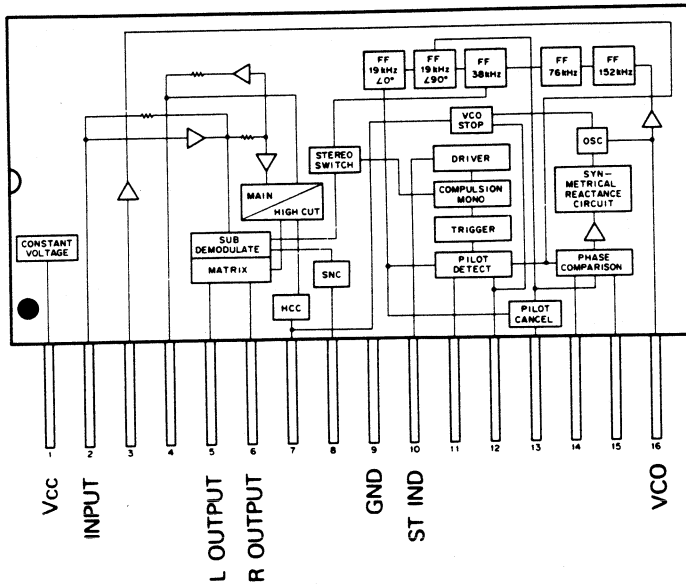 FF
19kHz
∠0°
FF
19kHz
∠90°
FF
38kHz
FF
76kHz
FF
152kHz
VCO
STOP
OSC
STEREO
SWITCH
DRIVER
SYN-
METRICAL
REACTANCE
CIRCUIT
COMPULSION
MONO
MAIN
HIGH CUT
TRIGGER
CONSTANT
VOLTAGE
SUB
DEMODULATE
MATRIX
SNC
PILOT
DETECT
PHASE
COMPARISON
HCC
PILOT
CANCEL
1 2 3 4 5 6 7 8 9 10 11 12 13 14 15 16
Vcc
INPUT
L OUTPUT
R OUTPUT
GND
ST IND
VCO